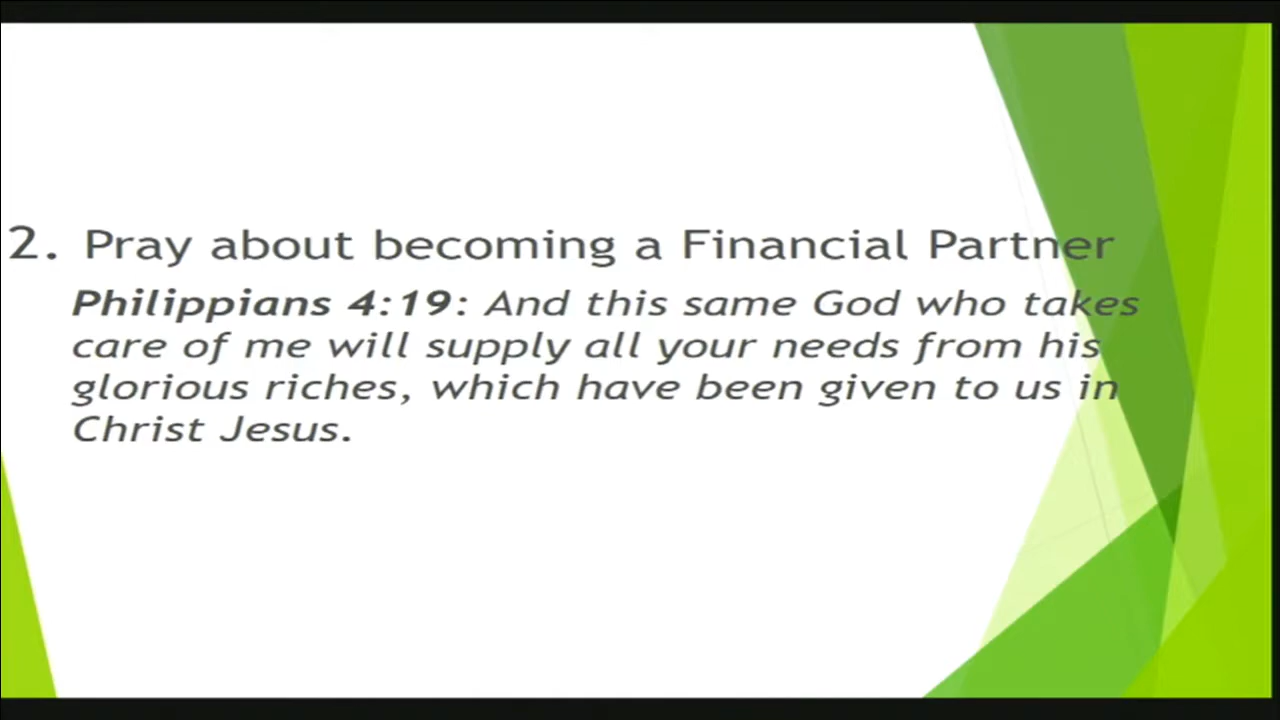 2. Pray about becoming a Financial Partner
Philippians 4:19: And this same God who takes
care of me will supply all your needs from his
glorious riches, which have been given to us in
Christ Jesus.